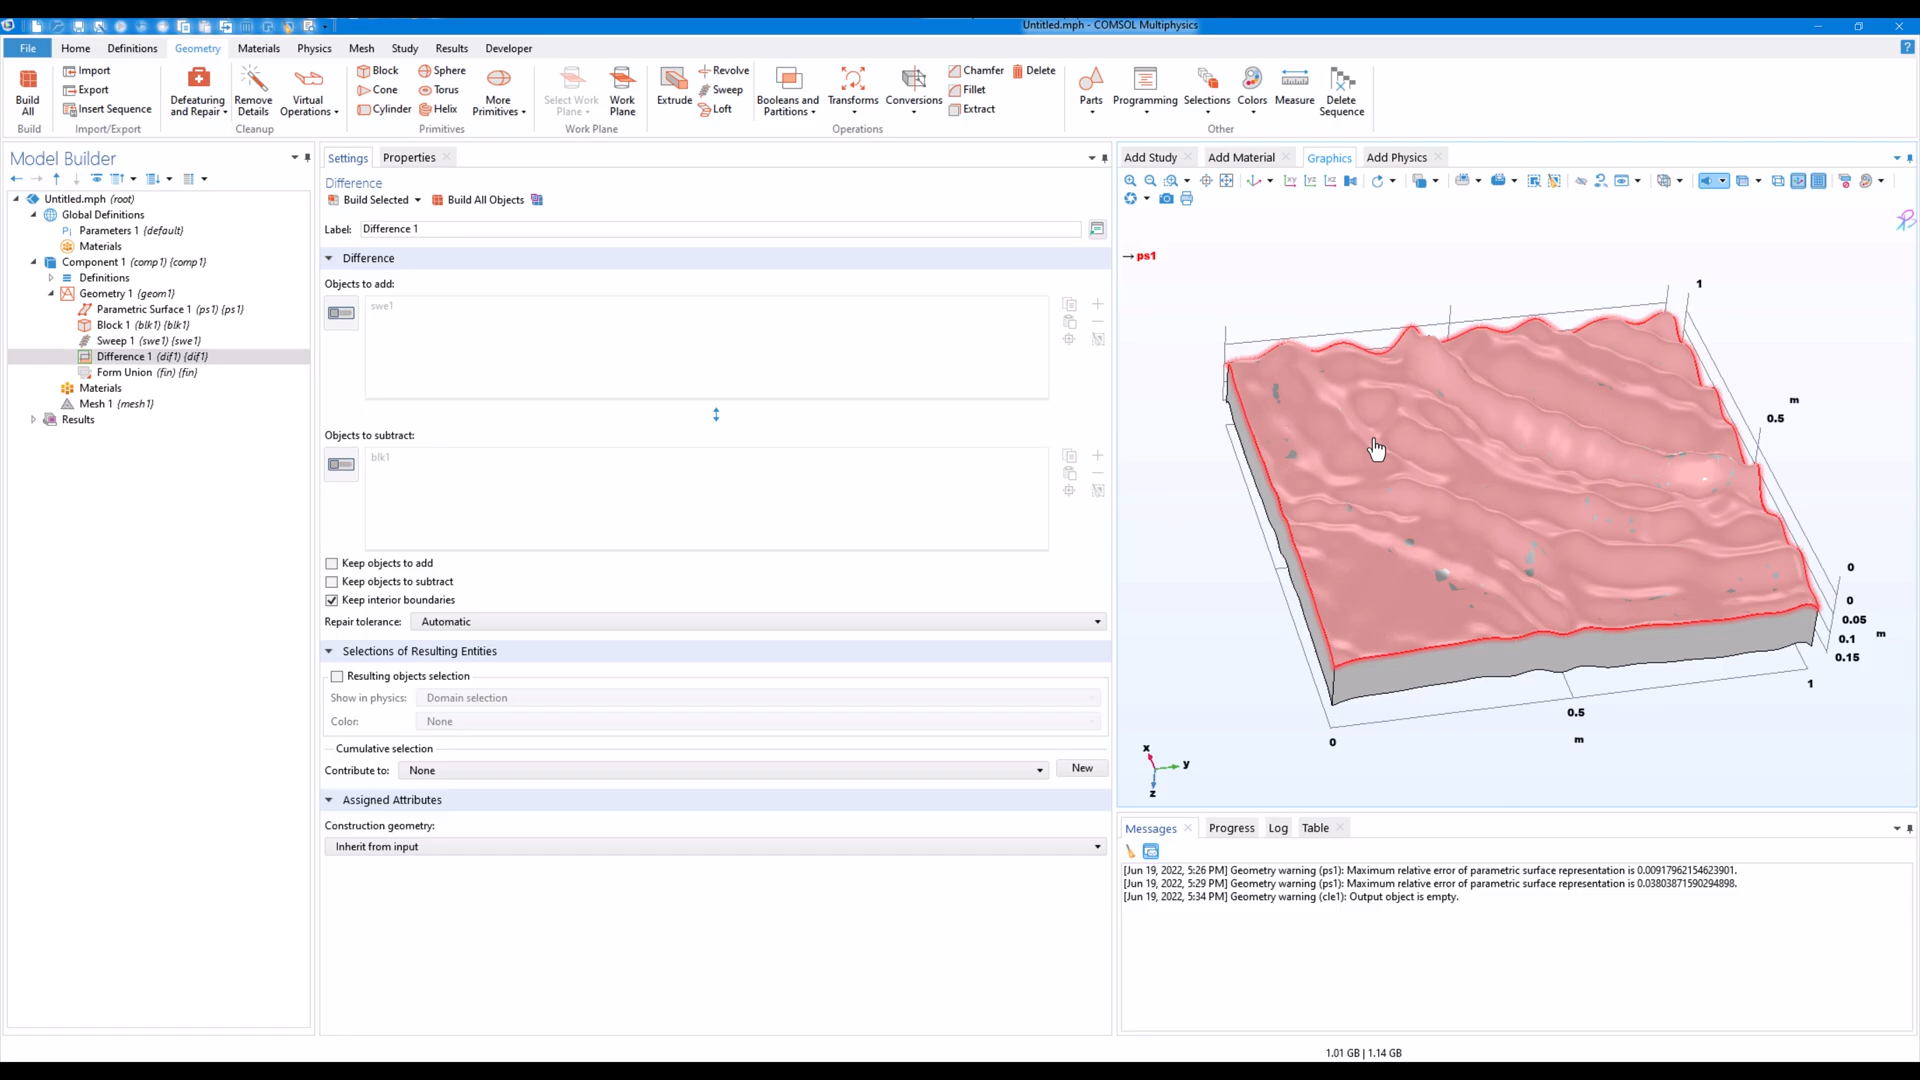 Untitled.mph - COMSOL Multiphysics
File Home Definitions Geometry Materials Physics Mesh Study Results Developer
Build All
Import
Export
Insert Sequence
Defeaturing and Repair
Remove Details
Virtual Operations
Block
Cone
Cylinder
Sphere
Torus
Helix
More Primitives
Select Work Plane
Work Plane
Extrude
Revolve
Sweep
Loft
Booleans and Partitions
Transforms
Conversions
Chamfer
Fillet
Extract
Delete
Parts
Programming
Selections
Colors
Measure
Delete Sequence
Build Import/Export Cleanup Primitives Work Plane Operations Other
Model Builder
Untitled.mph (root)
Global Definitions
Pi Parameters 1 {default}
Materials
Component 1 (comp1) {comp1}
Definitions
Geometry 1 {geom1}
Parametric Surface 1 (ps1) {ps1}
Block 1 (blk1) {blk1}
Sweep 1 (swe1) {swe1}
Difference 1 (dif1) {dif1}
Form Union (fin) {fin}
Materials
Mesh 1 {mesh1}
Results
Settings Properties
Difference
Build Selected Build All Objects
Label: Difference 1
Difference
Objects to add:
swe1
Objects to subtract:
blk1
Keep objects to add
Keep objects to subtract
Keep interior boundaries
Repair tolerance: Automatic
Selections of Resulting Entities
Resulting objects selection
Show in physics: Domain selection
Color: None
Cumulative selection
Contribute to: None New
Assigned Attributes
Construction geometry:
Inherit from input
Add Study Add Material Graphics Add Physics
xy yz xz
→ ps1
1
m
0.5
0
0
0.05
0.1
m
0.15
1
0.5
m
0
x
y
z
Messages Progress Log Table
[Jun 19, 2022, 5:26 PM] Geometry warning (ps1): Maximum relative error of parametric surface representation is 0.009179621546239​01.
[Jun 19, 2022, 5:29 PM] Geometry warning (ps1): Maximum relative error of parametric surface representation is 0.03803871590294898.
[Jun 19, 2022, 5:34 PM] Geometry warning (cle1): Output object is empty.
1.01 GB | 1.14 GB